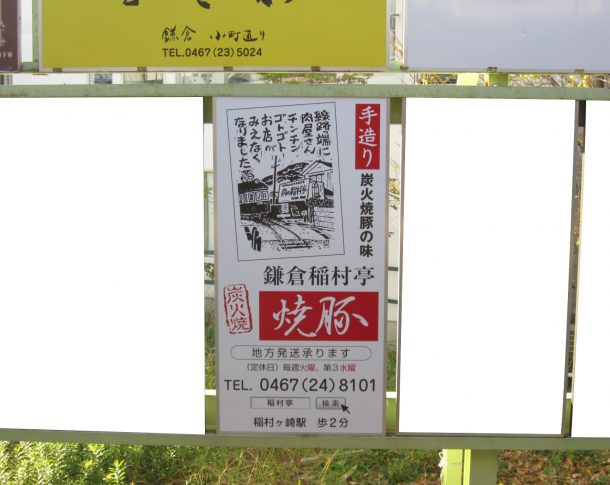 鎌倉 小町通り
TEL.0467(23)5024
手造り 炭火焼豚の味
線路端に
肉屋さん
チンチン
ゴトゴト
お店が
みえなく
なりました
鎌倉稲村亭
炭火焼
焼豚
地方発送承ります
(定休日)毎週火曜、第3水曜
TEL. 0467(24)8101
稲村亭 検索
稲村ヶ崎駅 歩2分